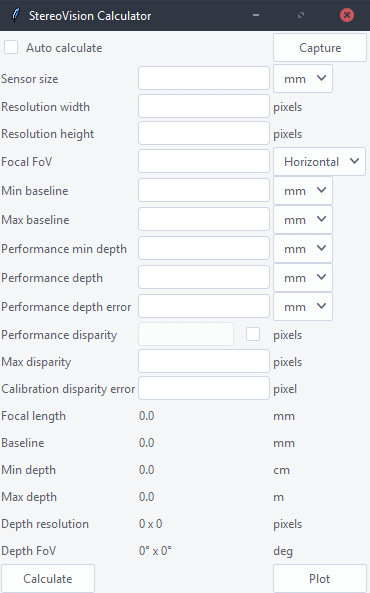 StereoVision Calculator
Auto calculate Capture
Sensor size mm
Resolution width pixels
Resolution height pixels
Focal FoV Horizontal
Min baseline mm
Max baseline mm
Performance min depth mm
Performance depth mm
Performance depth error mm
Performance disparity pixels
Max disparity pixels
Calibration disparity error pixel
Focal length 0.0 mm
Baseline 0.0 mm
Min depth 0.0 cm
Max depth 0.0 m
Depth resolution 0 x 0 pixels
Depth FoV 0° x 0° deg
Calculate Plot